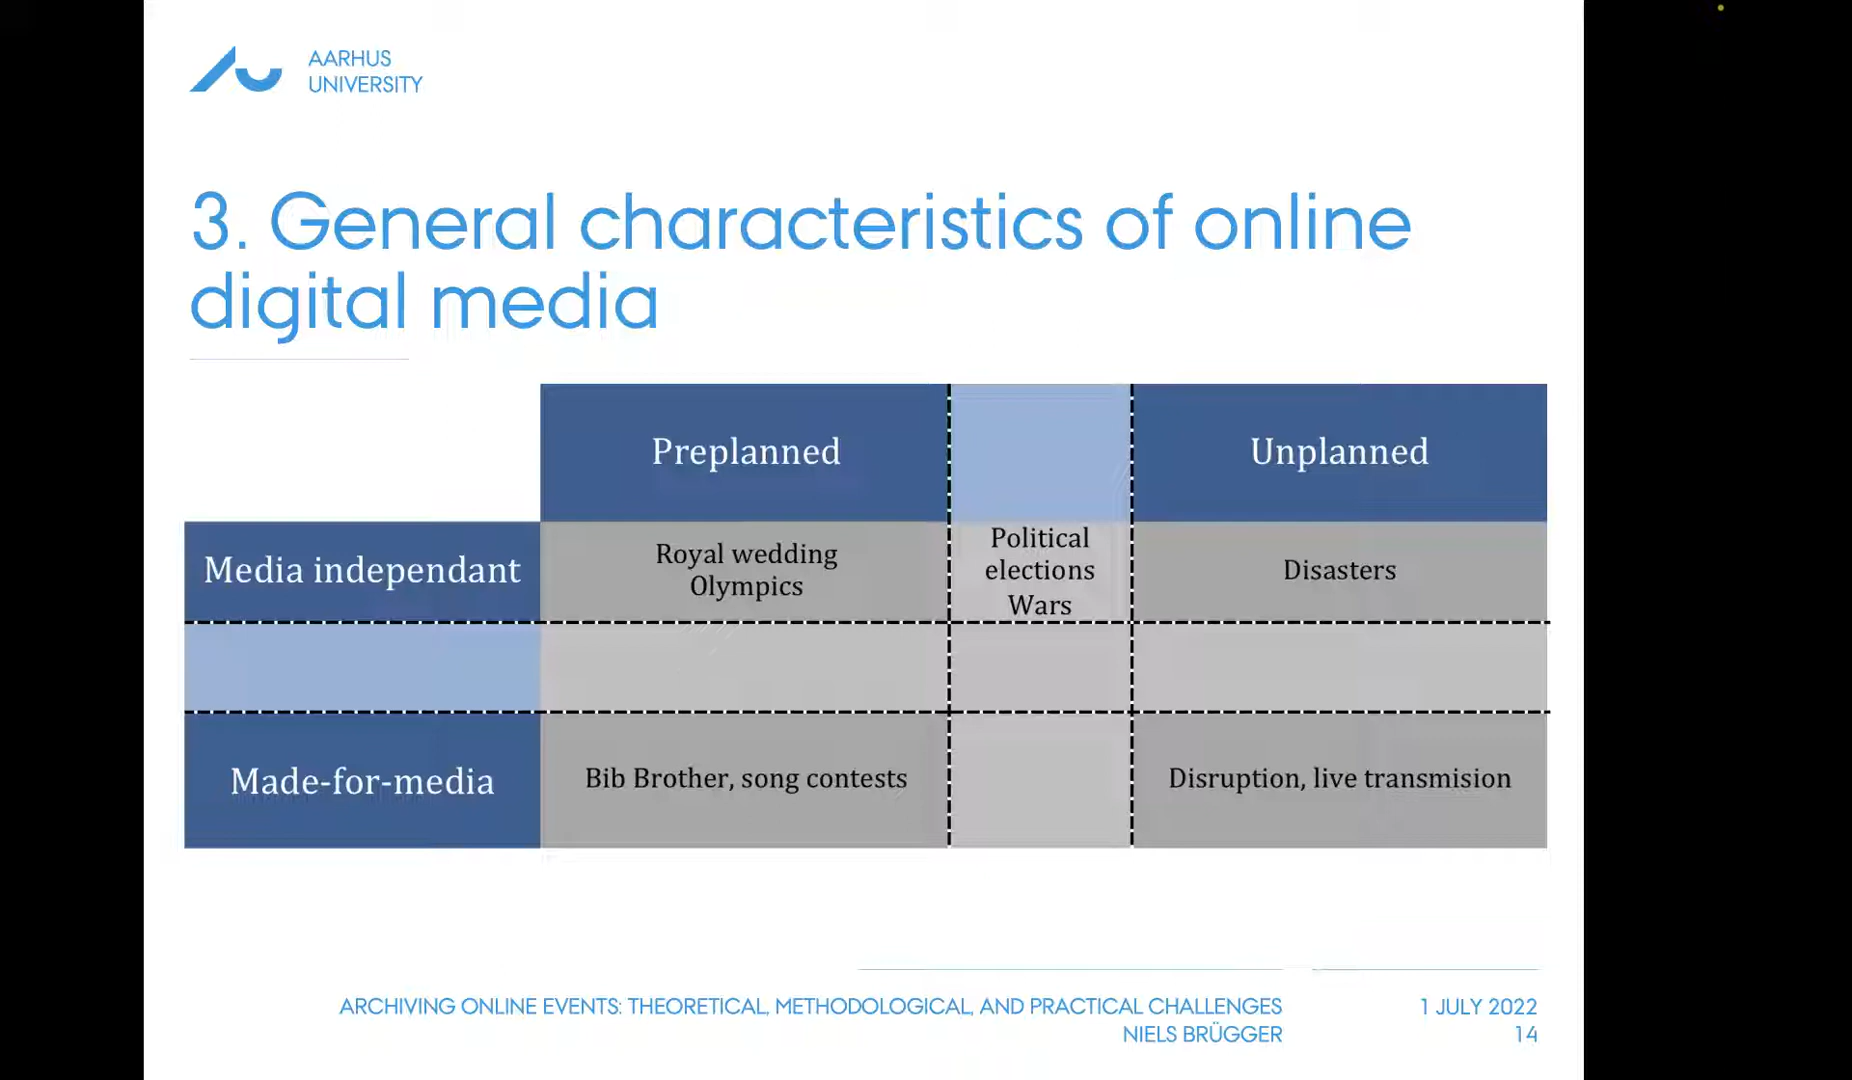 AARHUS
UNIVERSITY
3. General characteristics of online
digital media
Preplanned
Unplanned
Media independant
Royal wedding
Olympics
Political
elections
Wars
Disasters
Made-for-media
Bib Brother, song contests
Disruption, live transmision
ARCHIVING ONLINE EVENTS: THEORETICAL, METHODOLOGICAL, AND PRACTICAL CHALLENGES
NIELS BRÜGGER
1 JULY 2022
14